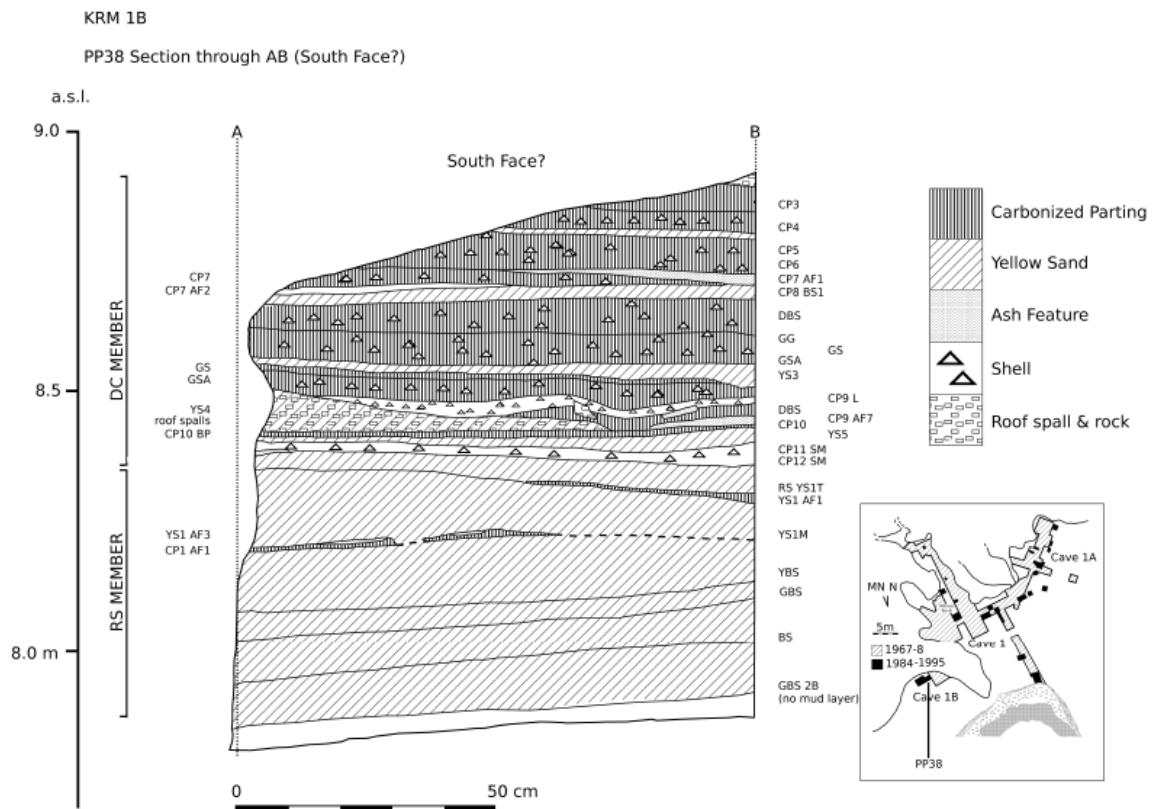 KRM 1B
PP38 Section through AB (South Face?)
a.s.l.
9.0
8.5
8.0 m
DC MEMBER
RS MEMBER
A
B
South Face?
CP7
CP7 AF2
GS
GSA
YS4
roof spalls
CP10 BP
YS1 AF3
CP1 AF1
CP3
CP4
CP5
CP6
CP7 AF1
CP8 BS1
DBS
GG
GS
GSA
YS3
CP9 L
DBS
CP9 AF7
CP10
YS5
CP11 SM
CP12 SM
RS YS1T
YS1 AF1
YS1M
YBS
GBS
BS
GBS 2B
(no mud layer)
0
50 cm
Carbonized Parting
Yellow Sand
Ash Feature
Shell
Roof spall & rock
Cave 1A
MN N
5m
Cave 1
1967-8
1984-1995
Cave 1B
PP38